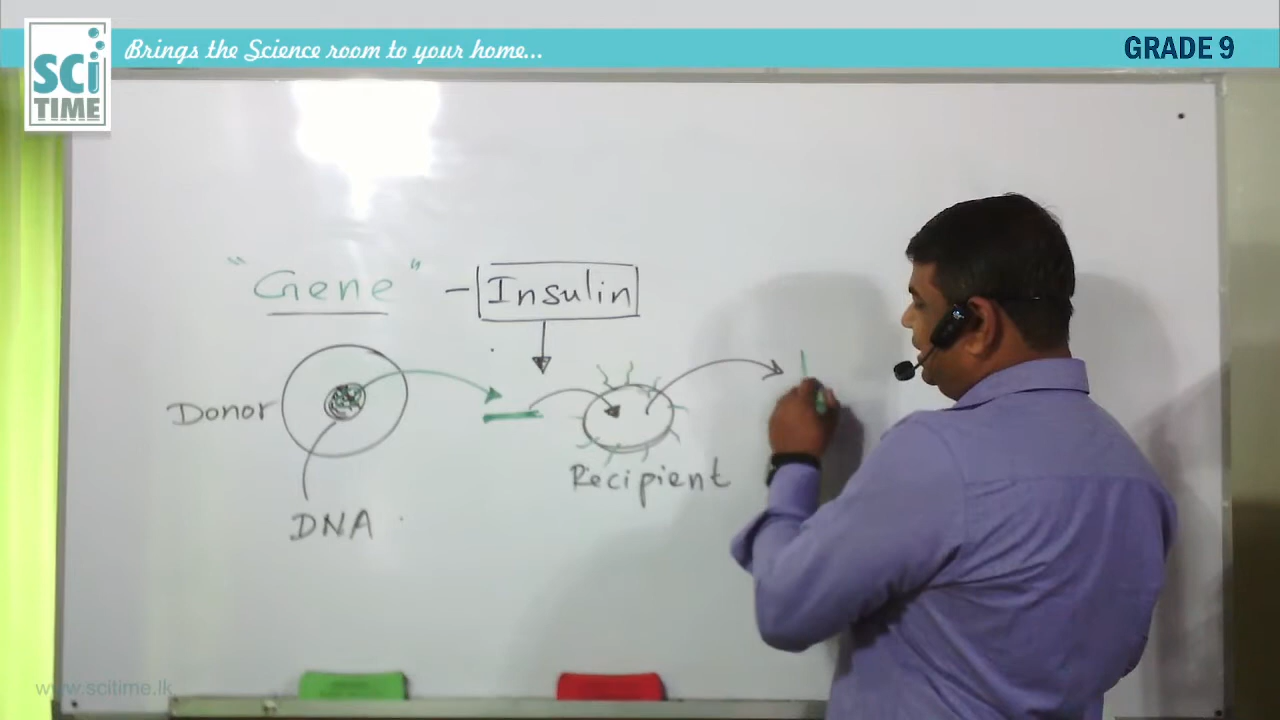 SCi
TIME
Brings the Science room to your home...
GRADE 9
"Gene" - Insulin
Donor
Recipient
DNA
www.scitime.lk